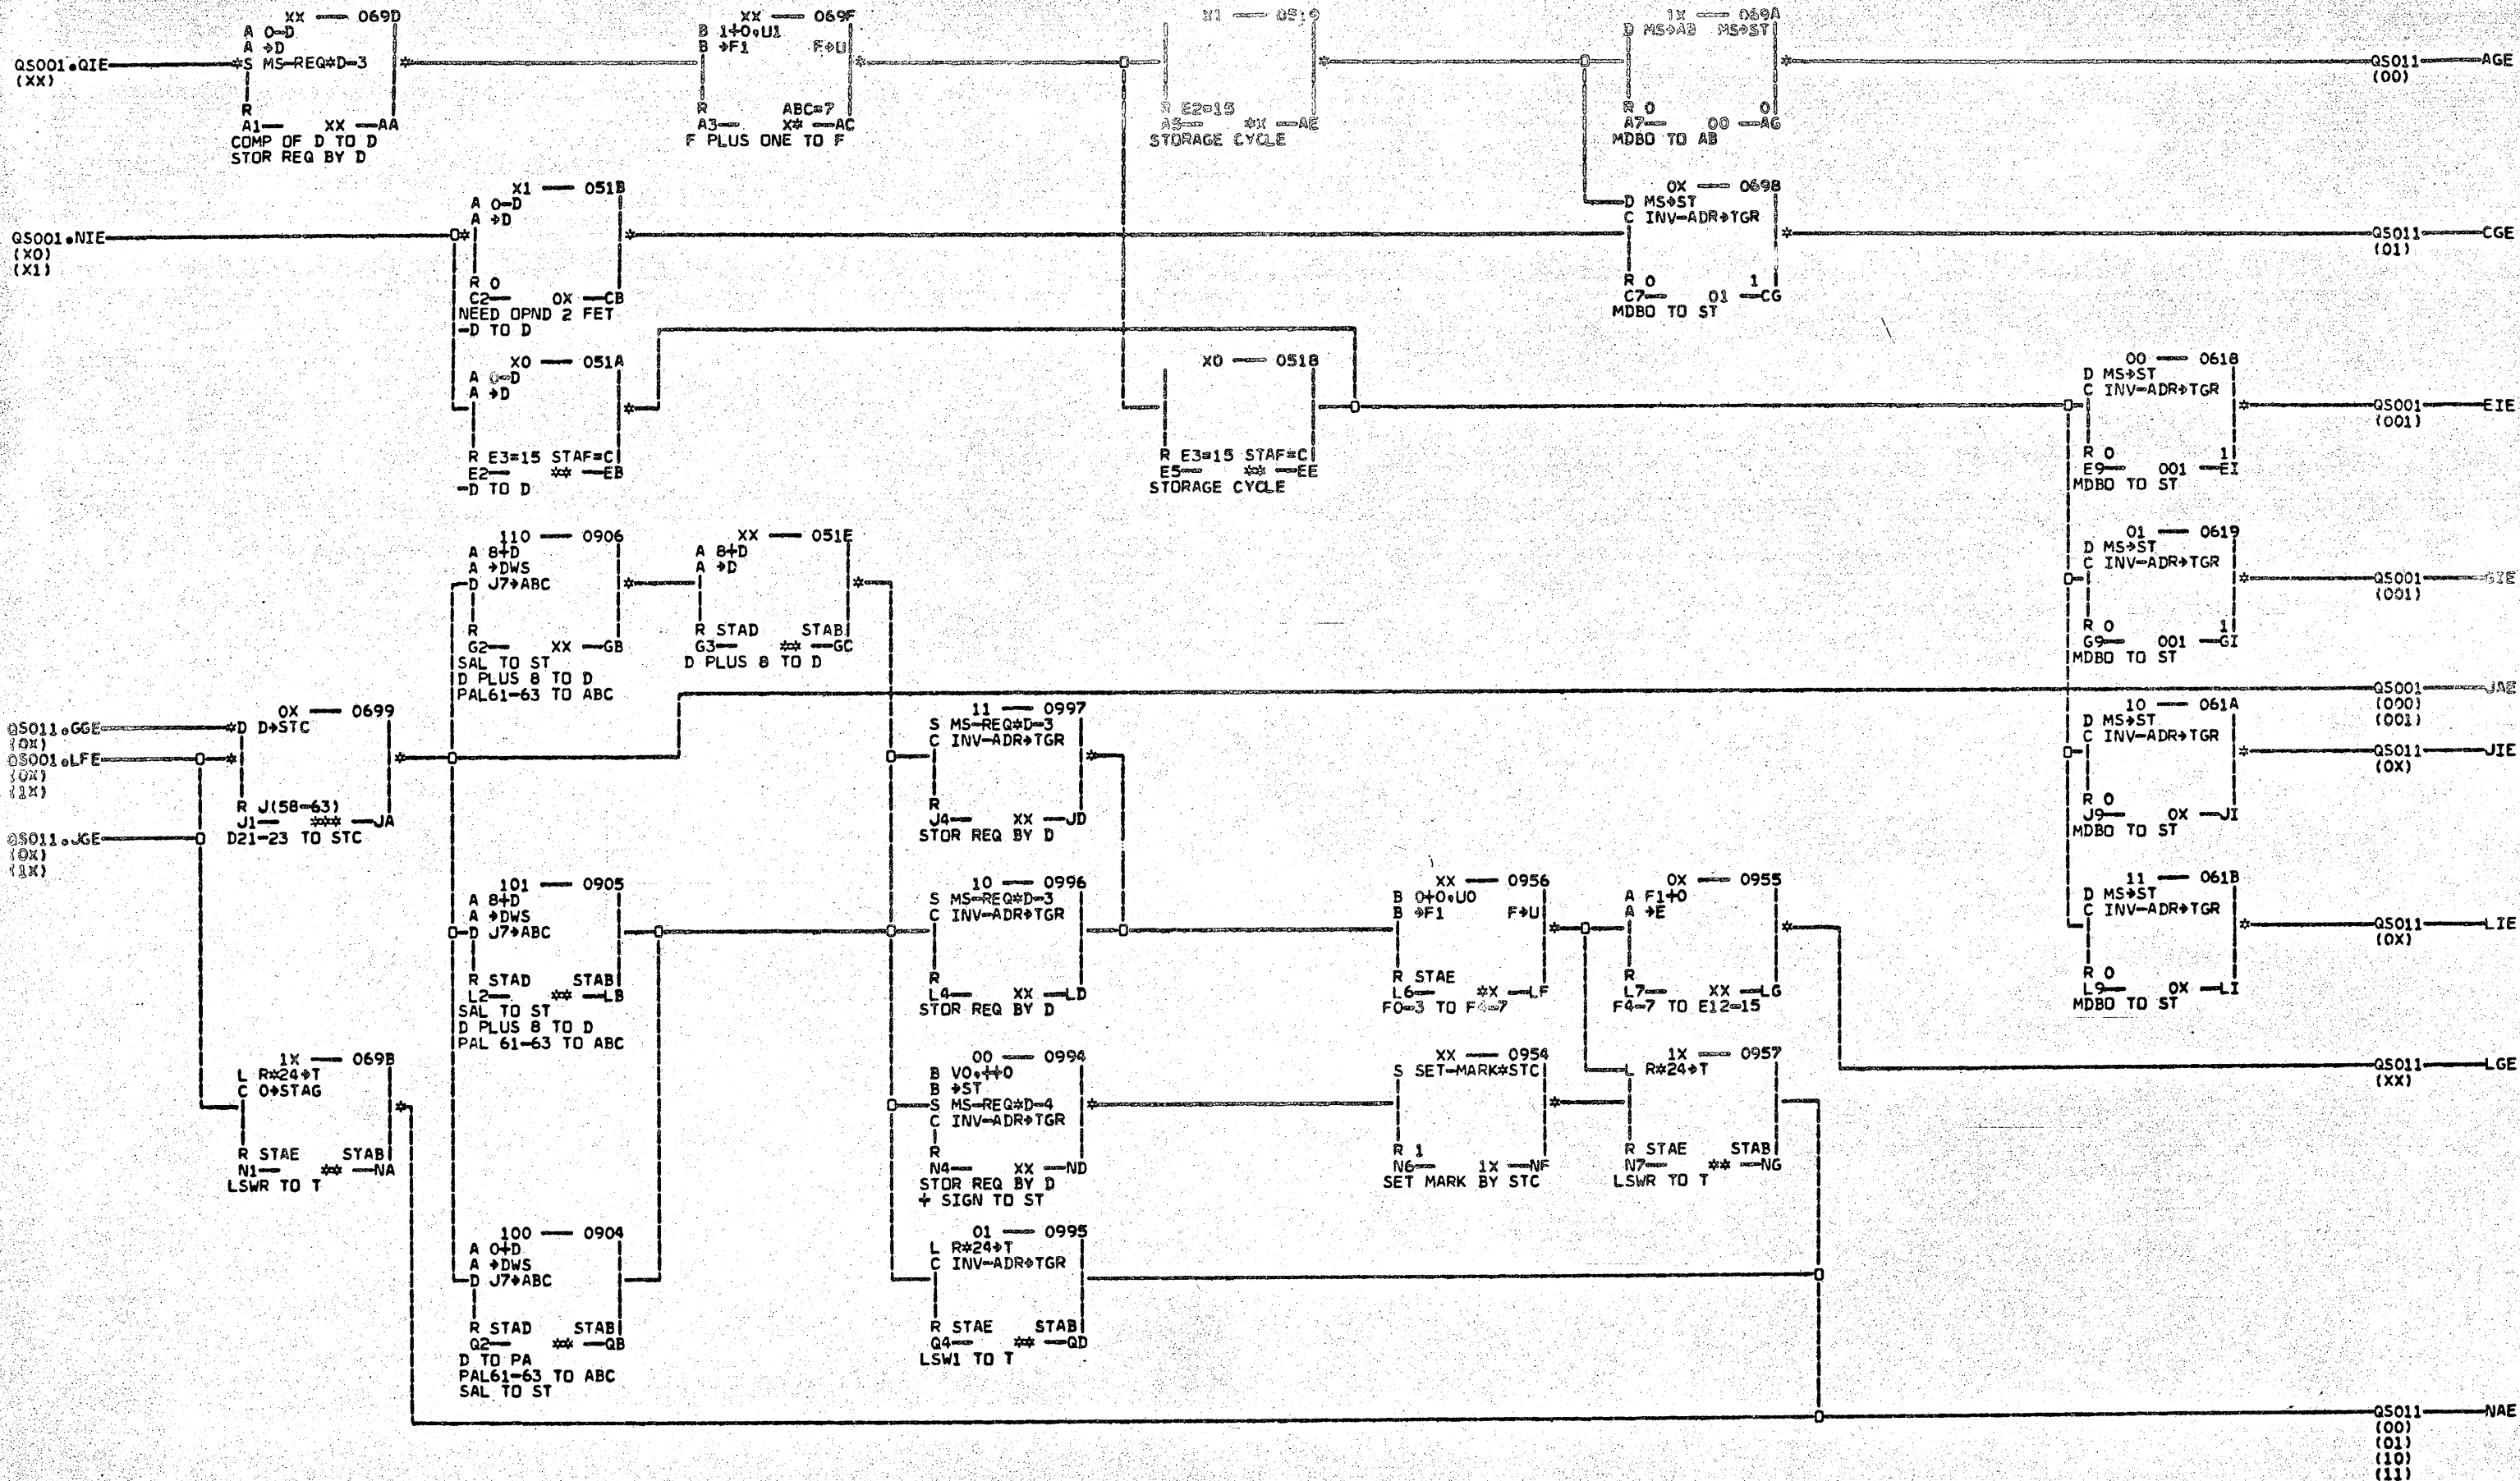 XX — 069D
A 0-D
A →D
*S MS-REQ*D-3
R
A1— XX —AA
COMP OF D TO D
STOR REQ BY D
QS001.QIE
(XX)
XX — 069F
B 1+0,U1
B →F1 F→U
R ABC=7
A3— X* —AC
F PLUS ONE TO F
X1 — 0519
R E2=15
A5— *X —AE
STORAGE CYCLE
1X — 069A
D MS→AB MS→ST
R 0 0
A7— 00 —AG
MDBO TO AB
QS011—AGE
(00)
QS001.NIE
(X0)
(X1)
X1 — 051B
A 0-D
A →D
R 0
C2— 0X —CB
NEED OPND 2 FET
-D TO D
0X — 0698
D MS→ST
C INV-ADR→TGR
R 0 1
C7— 01 —CG
MDBO TO ST
QS011—CGE
(01)
X0 — 051A
A 0-D
A →D
R E3=15 STAF=C
E2— ** —EB
-D TO D
X0 — 0518
R E3=15 STAF=C
E5— ** —EE
STORAGE CYCLE
00 — 0618
D MS→ST
C INV-ADR→TGR
R 0 1
E9— 001 —EI
MDBO TO ST
QS001—EIE
(001)
110 — 0906
A 8+D
A →DWS
D J7→ABC
R
G2— XX —GB
SAL TO ST
D PLUS 8 TO D
PAL61-63 TO ABC
XX — 051E
A 8+D
A →D
R STAD STAB
G3— ** —GC
D PLUS 8 TO D
01 — 0619
D MS→ST
C INV-ADR→TGR
R 0 1
G9— 001 —GI
MDBO TO ST
QS001—GIE
(001)
QS001—JAE
(000)
(001)
QS011.GGE
(0X)
QS001.LFE
(0X)
(1X)
QS011.JGE
(0X)
(1X)
0X — 0699
*D D→STC
R J(58-63)
J1— *** —JA
D21-23 TO STC
11 — 0997
S MS-REQ*D-3
C INV-ADR→TGR
R
J4— XX —JD
STOR REQ BY D
10 — 061A
D MS→ST
C INV-ADR→TGR
R 0
J9— 0X —JI
MDBO TO ST
QS011—JIE
(0X)
101 — 0905
A 8+D
A →DWS
D J7→ABC
R STAD STAB
L2— ** —LB
SAL TO ST
D PLUS 8 TO D
PAL 61-63 TO ABC
10 — 0996
S MS-REQ*D-3
C INV-ADR→TGR
R
L4— XX —LD
STOR REQ BY D
XX — 0956
B 0+0,U0
B →F1 F→U
R STAE
L6— *X —LF
F0-3 TO F4-7
0X — 0955
A F1+0
A →E
R
L7— XX —LG
F4-7 TO E12-15
11 — 061B
D MS→ST
C INV-ADR→TGR
R 0
L9— 0X —LI
MDBO TO ST
QS011—LIE
(0X)
QS011—LGE
(XX)
1X — 069B
L R*24→T
C 0→STAG
R STAE STAB
N1— ** —NA
LSWR TO T
00 — 0994
B V0,++0
B →ST
S MS-REQ*D-4
C INV-ADR→TGR
R
N4— XX —ND
STOR REQ BY D
+ SIGN TO ST
XX — 0954
S SET-MARK*STC
R 1
N6— 1X —NF
SET MARK BY STC
1X — 0957
L R*24→T
R STAE STAB
N7— ** —NG
LSWR TO T
100 — 0904
A 0+D
A →DWS
D J7→ABC
R STAD STAB
Q2— ** —QB
D TO PA
PAL61-63 TO ABC
SAL TO ST
01 — 0995
L R*24→T
C INV-ADR→TGR
R STAE STAB
Q4— ** —QD
LSW1 TO T
QS011—NAE
(00)
(01)
(10)
(11)